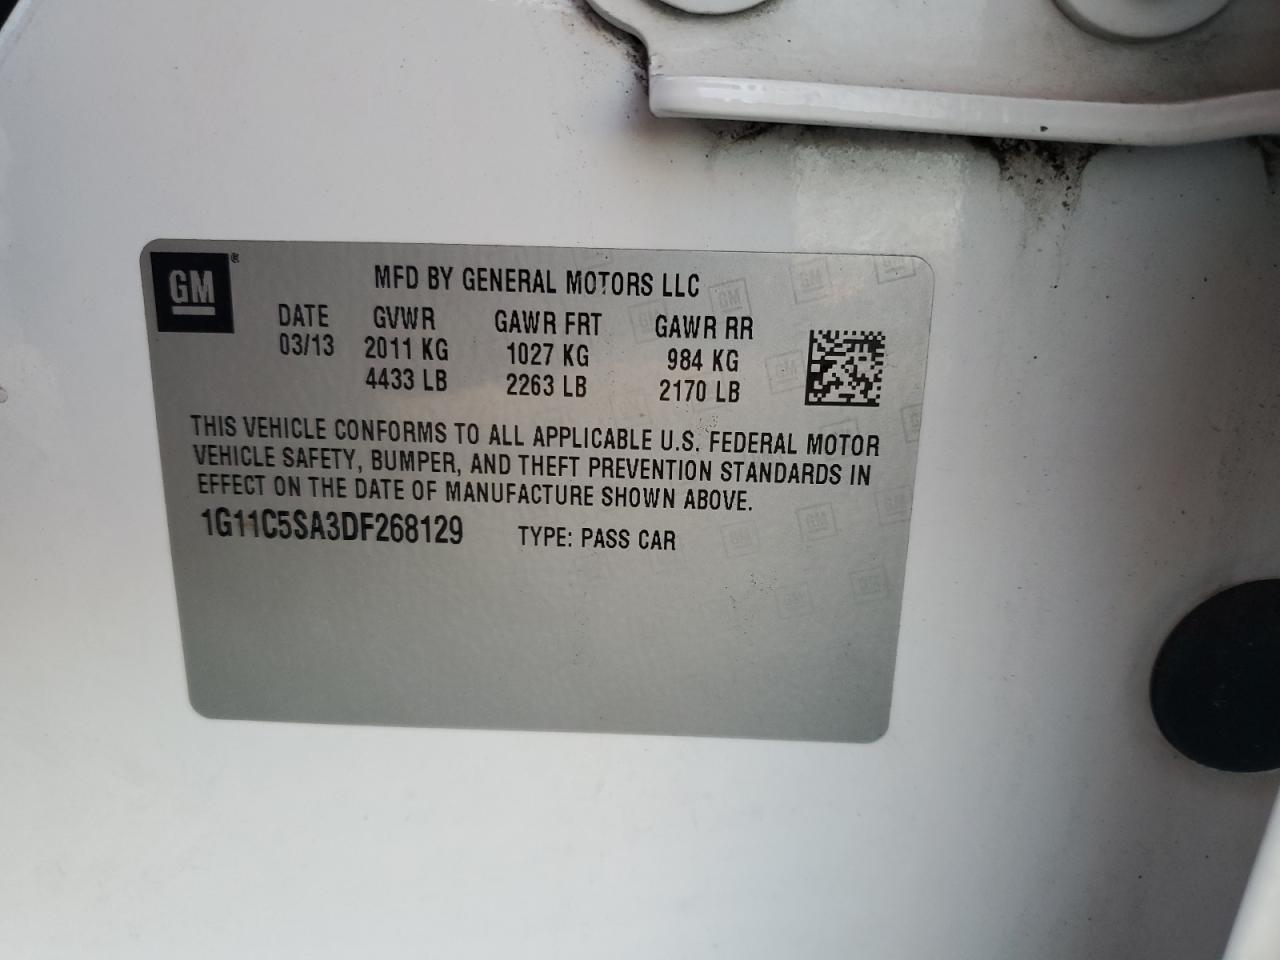 GM®
MFD BY GENERAL MOTORS LLC
DATE GVWR GAWR FRT GAWR RR
03/13 2011 KG 1027 KG 984 KG
4433 LB 2263 LB 2170 LB
THIS VEHICLE CONFORMS TO ALL APPLICABLE U.S. FEDERAL MOTOR
VEHICLE SAFETY, BUMPER, AND THEFT PREVENTION STANDARDS IN
EFFECT ON THE DATE OF MANUFACTURE SHOWN ABOVE.
1G11C5SA3DF268129 TYPE: PASS CAR